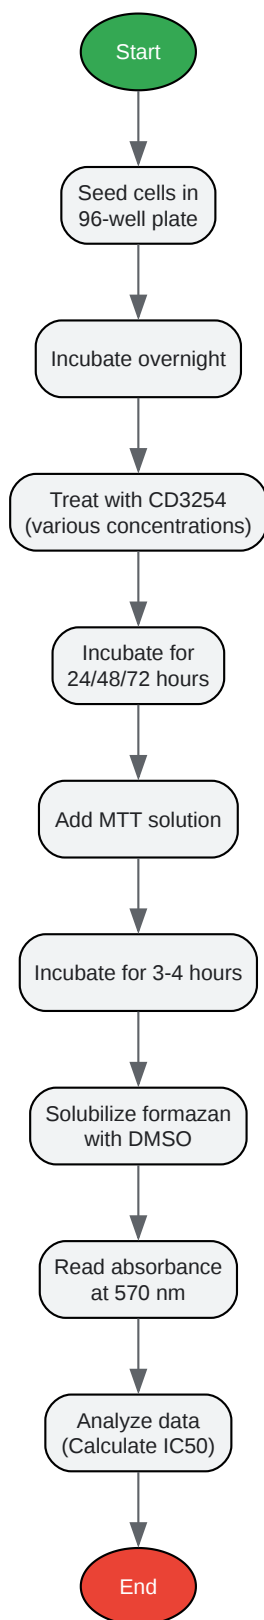 Start
Seed cells in
96-well plate
Incubate overnight
Treat with CD3254
(various concentrations)
Incubate for
24/48/72 hours
Add MTT solution
Incubate for 3-4 hours
Solubilize formazan
with DMSO
Read absorbance
at 570 nm
Analyze data
(Calculate IC50)
End